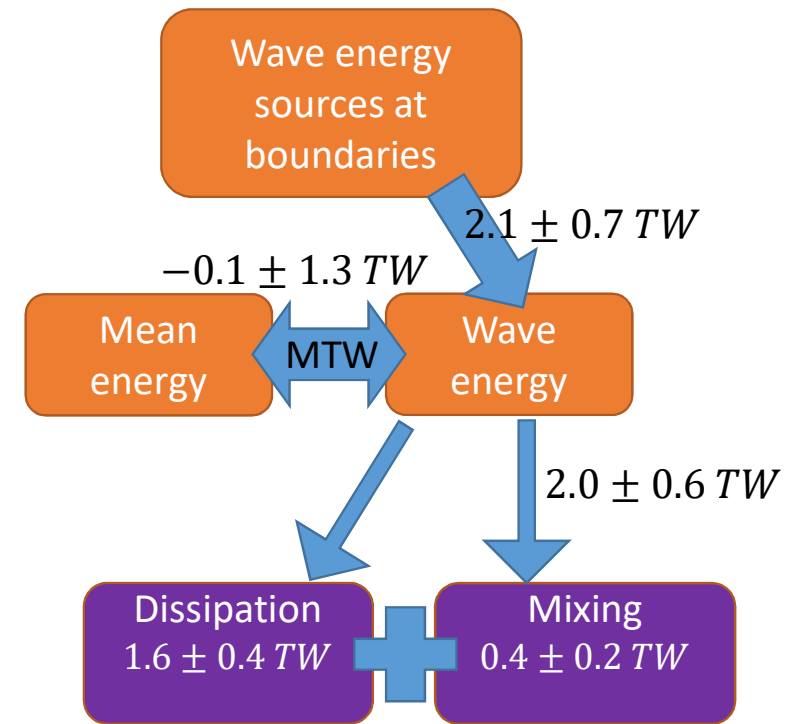 Wave energy
sources at
boundaries
2.1 ± 0.7 TW
−0.1 ± 1.3 TW
Mean
energy
MTW
Wave
energy
2.0 ± 0.6 TW
Dissipation
1.6 ± 0.4 TW
Mixing
0.4 ± 0.2 TW